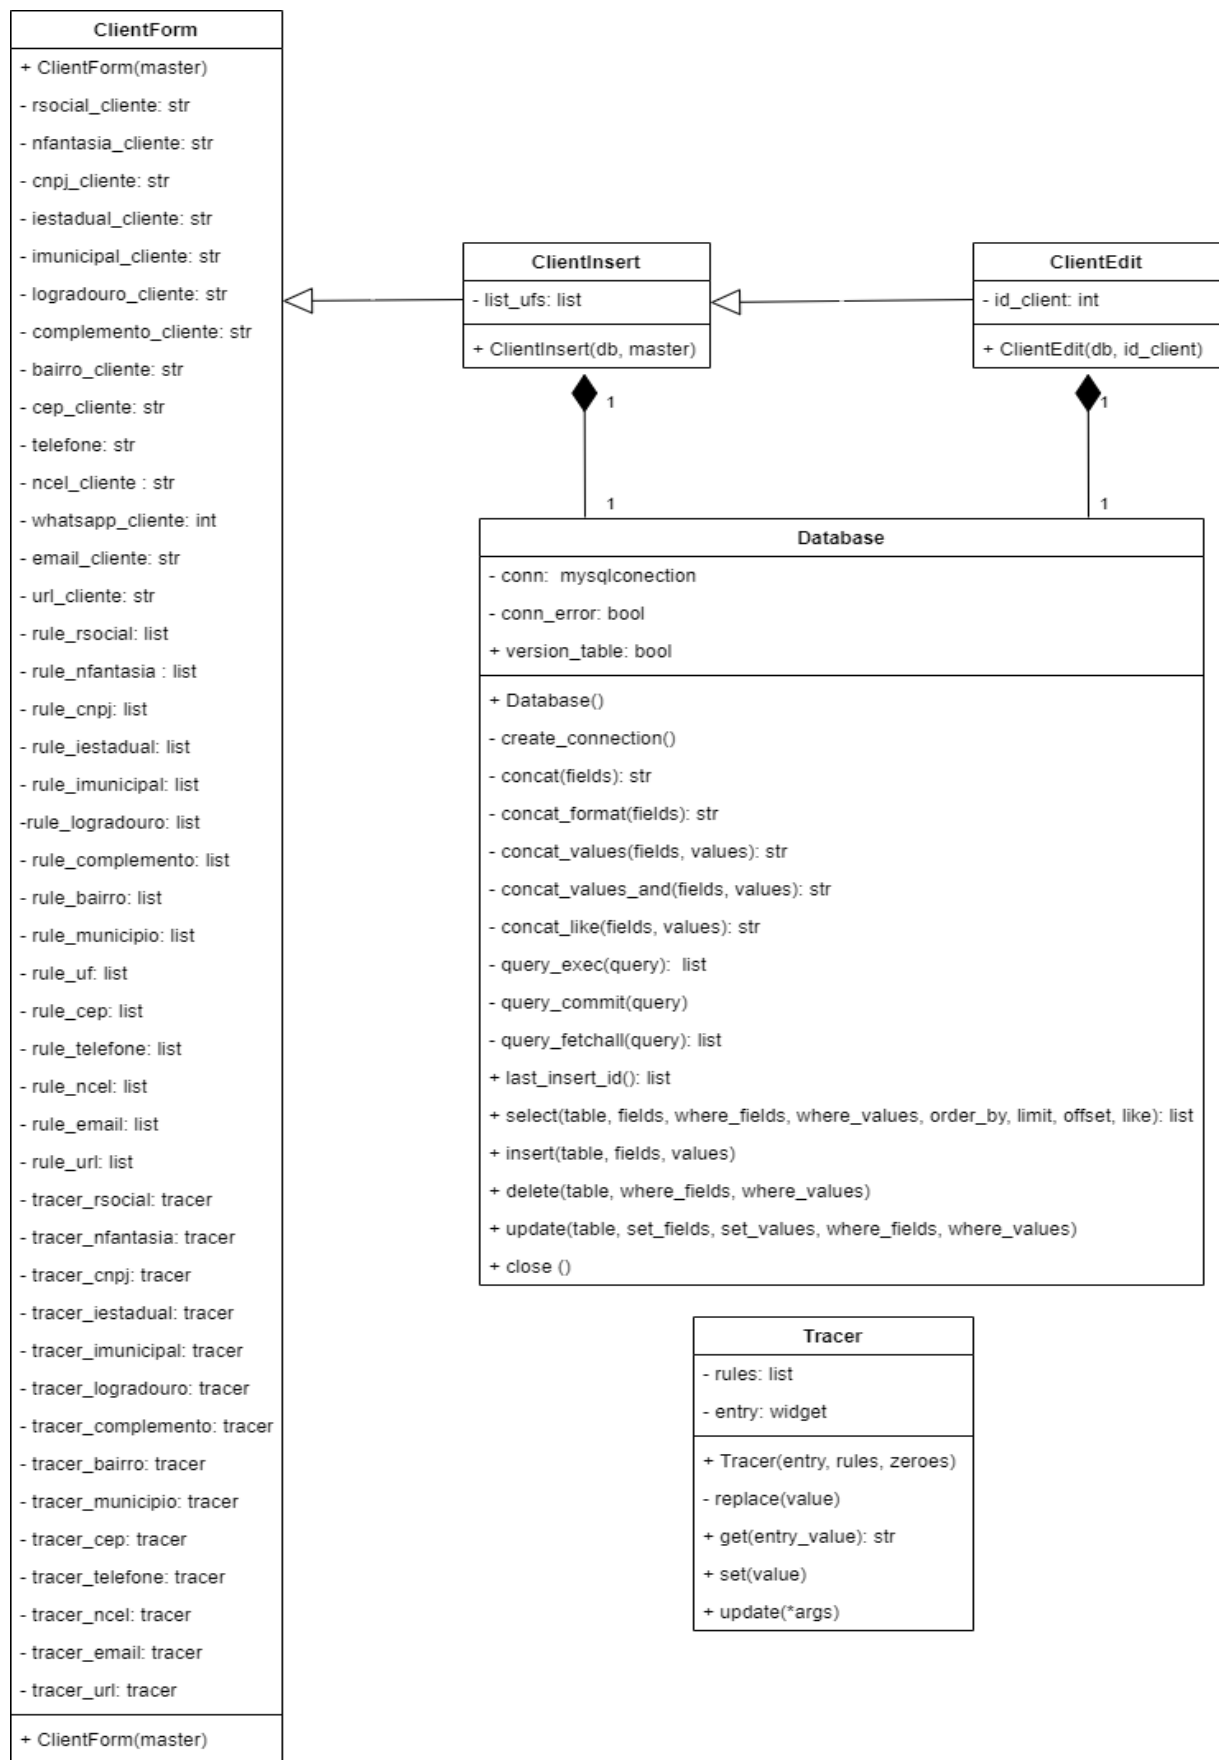 ClientForm
+ ClientForm(master)
- rsocial_cliente: str
- nfantasia_cliente: str
- cnpj_cliente: str
- iestadual_cliente: str
- imunicipal_cliente: str
- logradouro_cliente: str
- complemento_cliente: str
- bairro_cliente: str
- cep_cliente: str
- telefone: str
- ncel_cliente : str
- whatsapp_cliente: int
- email_cliente: str
- url_cliente: str
- rule_rsocial: list
- rule_nfantasia : list
- rule_cnpj: list
- rule_iestadual: list
- rule_imunicipal: list
-rule_logradouro: list
- rule_complemento: list
- rule_bairro: list
- rule_municipio: list
- rule_uf: list
- rule_cep: list
- rule_telefone: list
- rule_ncel: list
- rule_email: list
- rule_url: list
- tracer_rsocial: tracer
- tracer_nfantasia: tracer
- tracer_cnpj: tracer
- tracer_iestadual: tracer
- tracer_imunicipal: tracer
- tracer_logradouro: tracer
- tracer_complemento: tracer
- tracer_bairro: tracer
- tracer_municipio: tracer
- tracer_cep: tracer
- tracer_telefone: tracer
- tracer_ncel: tracer
- tracer_email: tracer
- tracer_url: tracer
+ ClientForm(master)
ClientInsert
- list_ufs: list
+ ClientInsert(db, master)
ClientEdit
- id_client: int
+ ClientEdit(db, id_client)
1
1
1
1
Database
- conn:  mysqlconection
- conn_error: bool
+ version_table: bool
+ Database()
- create_connection()
- concat(fields): str
- concat_format(fields): str
- concat_values(fields, values): str
- concat_values_and(fields, values): str
- concat_like(fields, values): str
- query_exec(query):  list
- query_commit(query)
- query_fetchall(query): list
+ last_insert_id(): list
+ select(table, fields, where_fields, where_values, order_by, limit, offset, like): list
+ insert(table, fields, values)
+ delete(table, where_fields, where_values)
+ update(table, set_fields, set_values, where_fields, where_values)
+ close ()
Tracer
- rules: list
- entry: widget
+ Tracer(entry, rules, zeroes)
- replace(value)
+ get(entry_value): str
+ set(value)
+ update(*args)